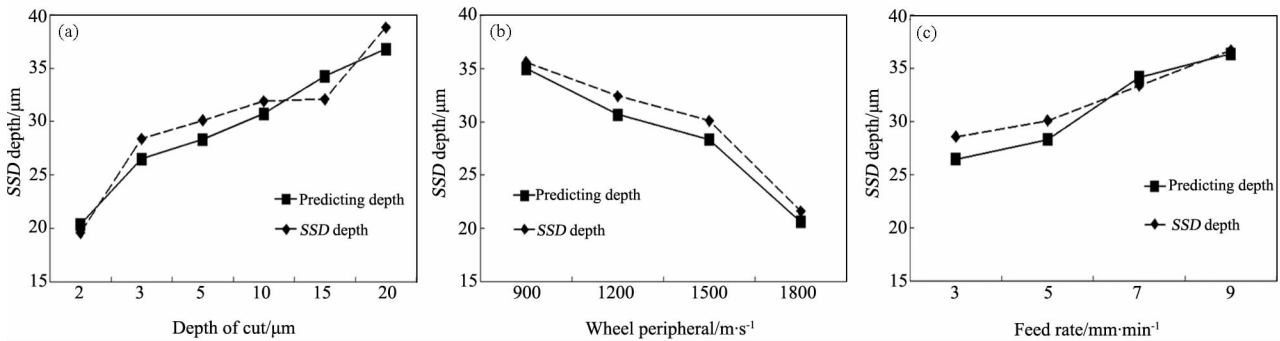 (a)
40
35
30
25
20
15
SSD depth/μm
Predicting depth
SSD depth
2 3 5 10 15 20
Depth of cut/μm
(b)
40
35
30
25
20
15
SSD depth/μm
Predicting depth
SSD depth
900 1200 1500 1800
Wheel peripheral/m·s⁻¹
(c)
40
35
30
25
20
15
SSD depth/μm
Predicting depth
SSD depth
3 5 7 9
Feed rate/mm·min⁻¹